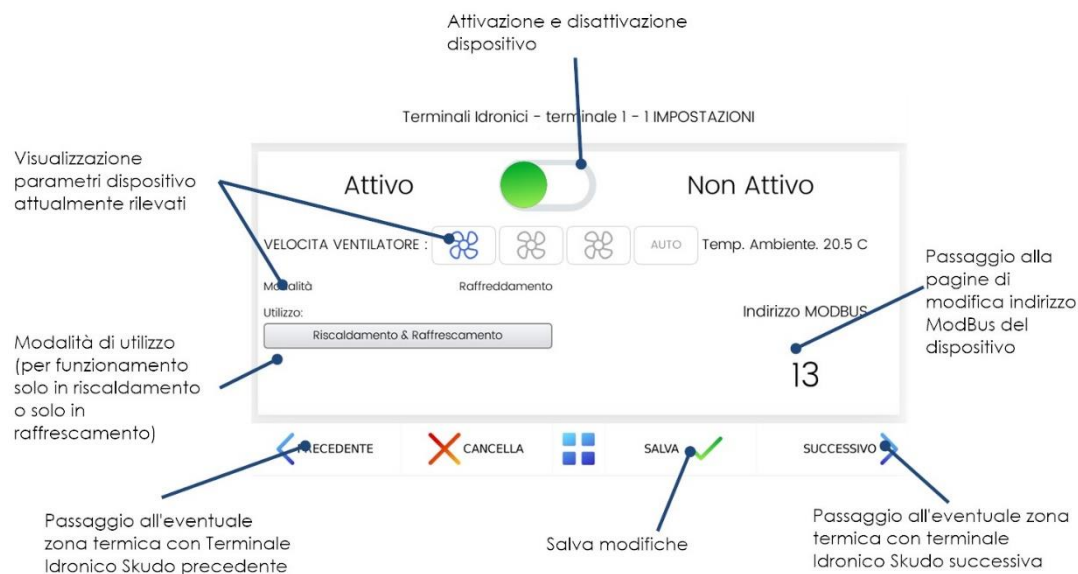 Attivazione e disattivazione
dispositivo
Terminali Idronici - terminale 1 - 1 IMPOSTAZIONI
Visualizzazione
parametri dispositivo
attualmente rilevati
Attivo
Non Attivo
VELOCITA VENTILATORE :
AUTO
Temp. Ambiente. 20.5 C
Modalità
Raffreddamento
Utilizzo:
Riscaldamento & Raffrescamento
Indirizzo MODBUS
13
Passaggio alla
pagine di
modifica indirizzo
ModBus del
dispositivo
Modalità di utilizzo
(per funzionamento
solo in riscaldamento
o solo in
raffrescamento)
PRECEDENTE
CANCELLA
SALVA
SUCCESSIVO
Passaggio all'eventuale
zona termica con Terminale
Idronico Skudo precedente
Salva modifiche
Passaggio all'eventuale zona
termica con terminale
Idronico Skudo successiva